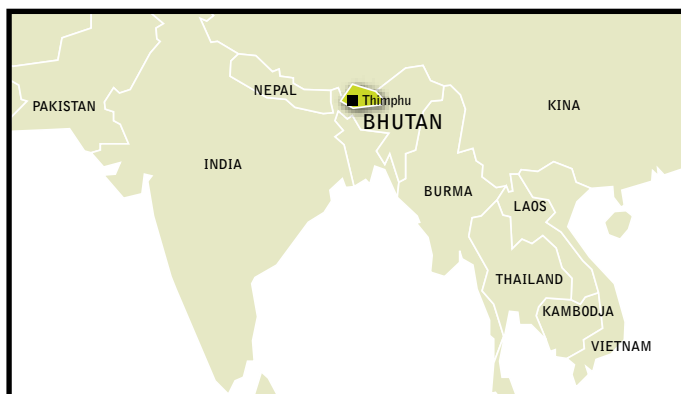 NEPAL
Thimphu
PAKISTAN
KINA
BHUTAN
INDIA
BURMA
LAOS
THAILAND
KAMBODJA
VIETNAM